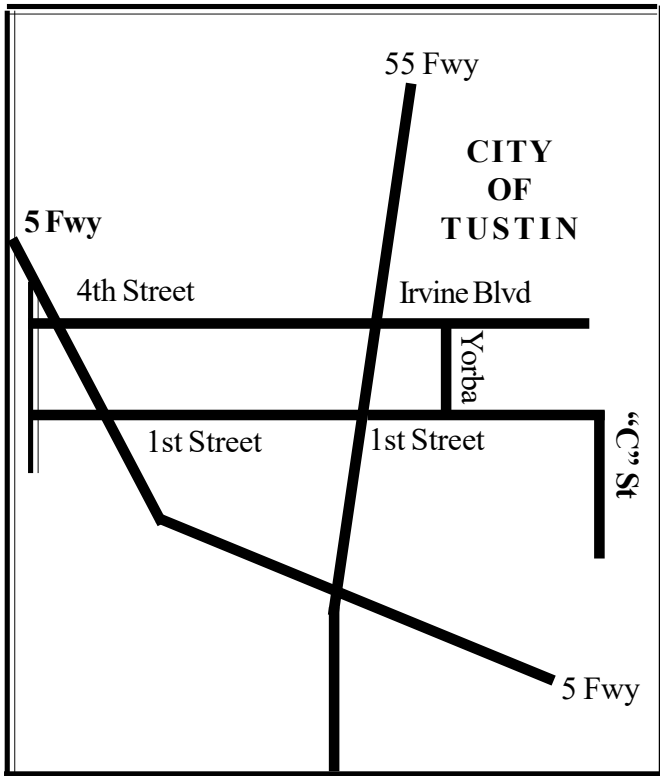 55 Fwy
CITY
OF
TUSTIN
5 Fwy
4th Street
Irvine Blvd
Yorba
1st Street
1st Street
“C” St
5 Fwy